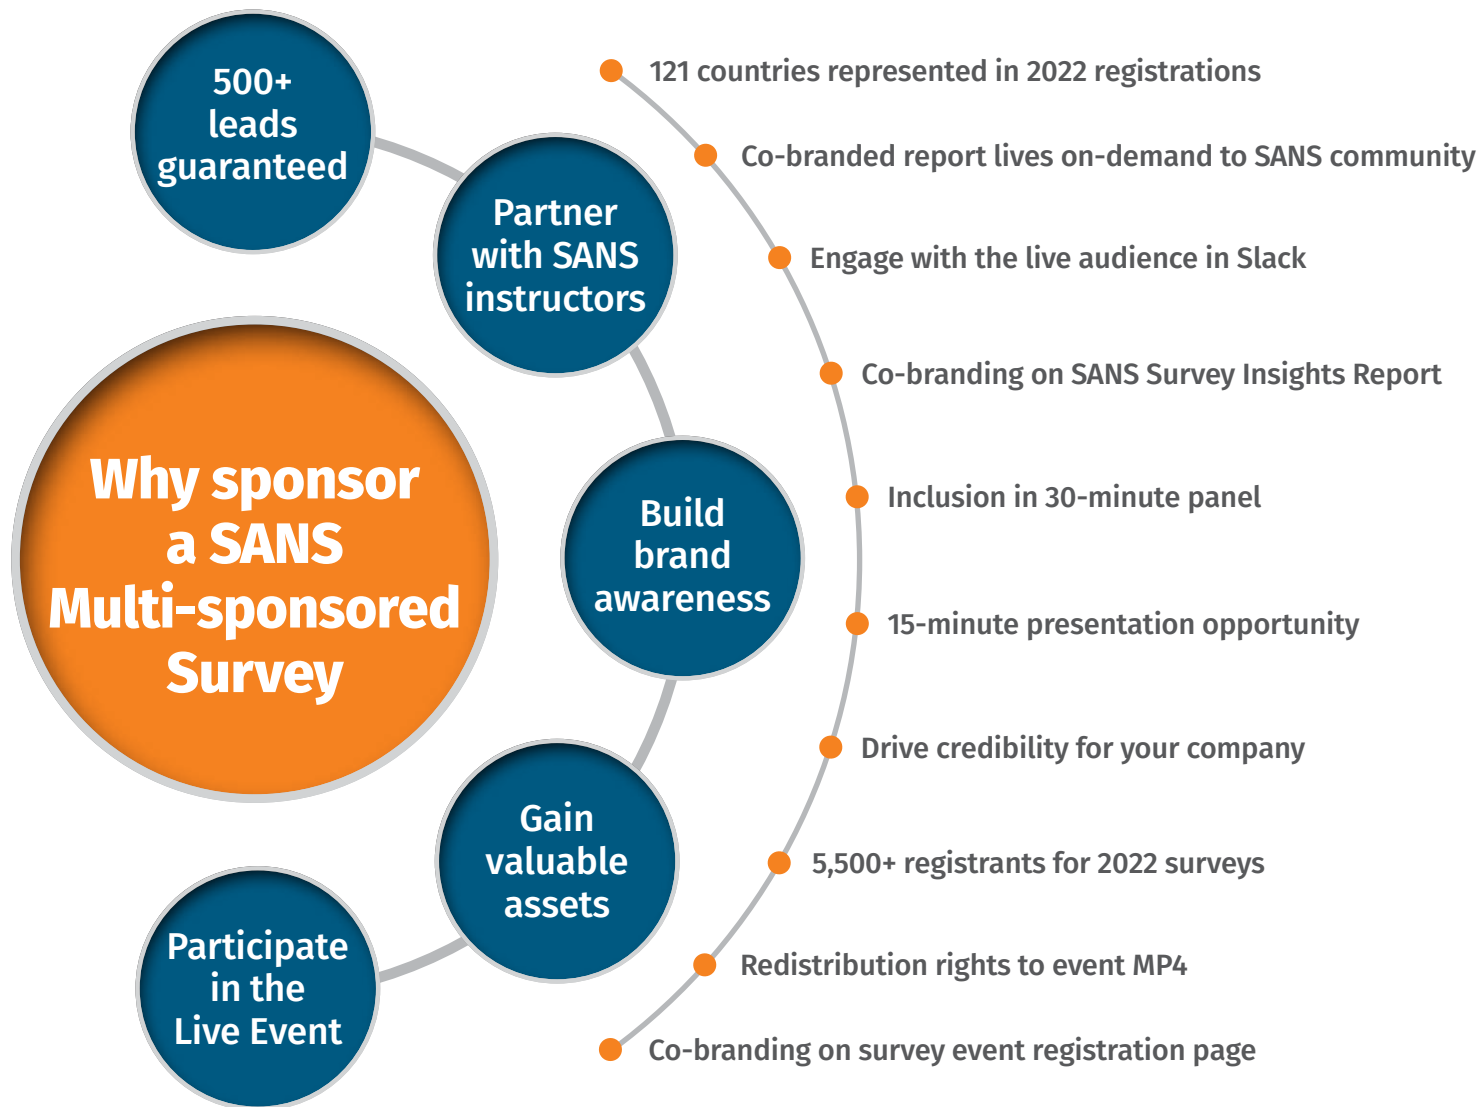 500+
leads
guaranteed
Partner
with SANS
instructors
Why sponsor
a SANS
Multi-sponsored
Survey
Build
brand
awareness
Gain
valuable
assets
Participate
in the
Live Event
121 countries represented in 2022 registrations
Co-branded report lives on-demand to SANS community
Engage with the live audience in Slack
Co-branding on SANS Survey Insights Report
Inclusion in 30-minute panel
15-minute presentation opportunity
Drive credibility for your company
5,500+ registrants for 2022 surveys
Redistribution rights to event MP4
Co-branding on survey event registration page